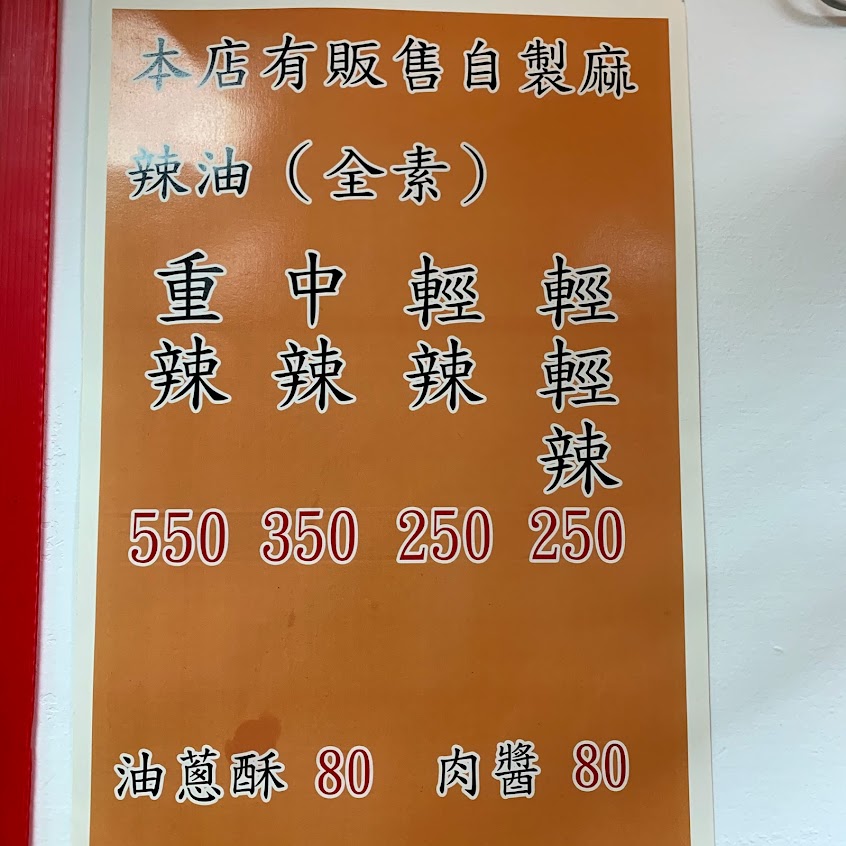 本店有販售自製麻
辣油（全素）
重辣 中辣 輕辣 輕輕辣
550 350 250 250
油蔥酥 80 肉醬 80